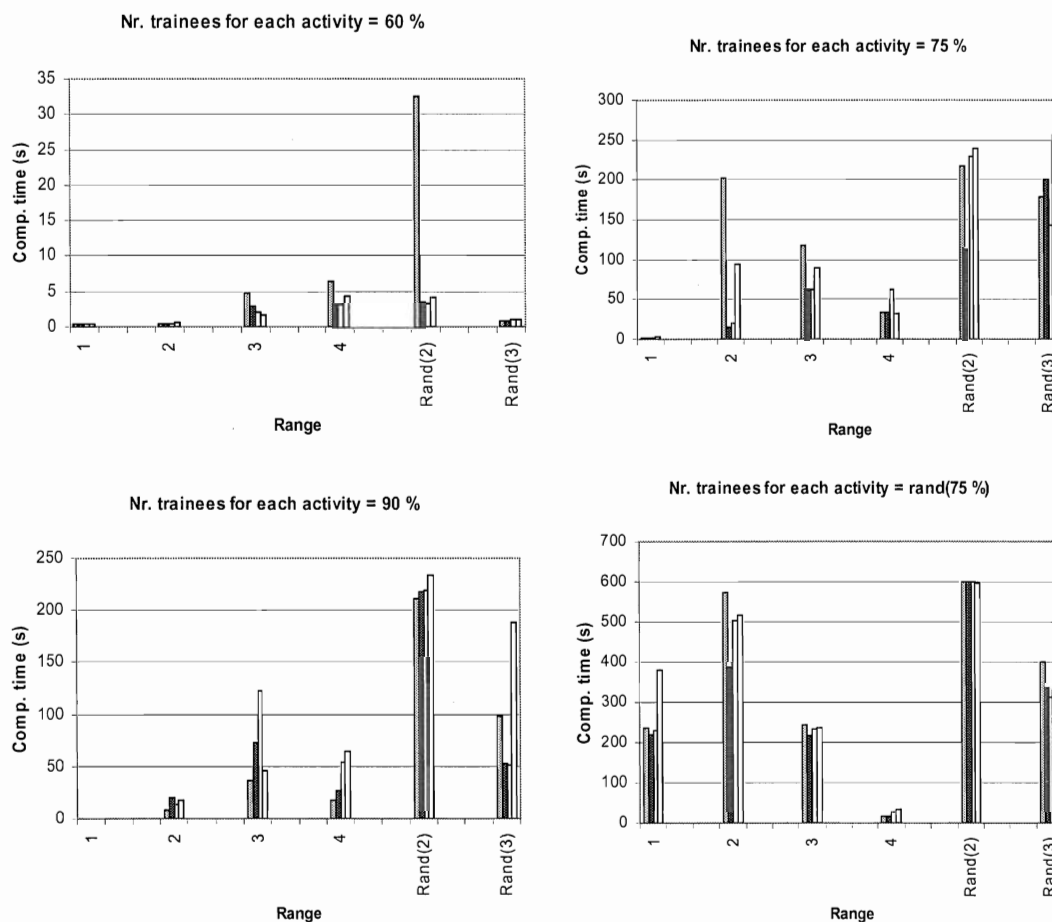 Nr. trainees for each activity = 60 %
Comp. time (s)
35
30
25
20
15
10
5
0
1
2
3
4
Rand(2)
Rand(3)
Range
Nr. trainees for each activity = 75 %
Comp. time (s)
300
250
200
150
100
50
0
1
2
3
4
Rand(2)
Rand(3)
Range
Nr. trainees for each activity = 90 %
Comp. time (s)
250
200
150
100
50
0
1
2
3
4
Rand(2)
Rand(3)
Range
Nr. trainees for each activity = rand(75 %)
Comp. time (s)
700
600
500
400
300
200
100
0
1
2
3
4
Rand(2)
Rand(3)
Range